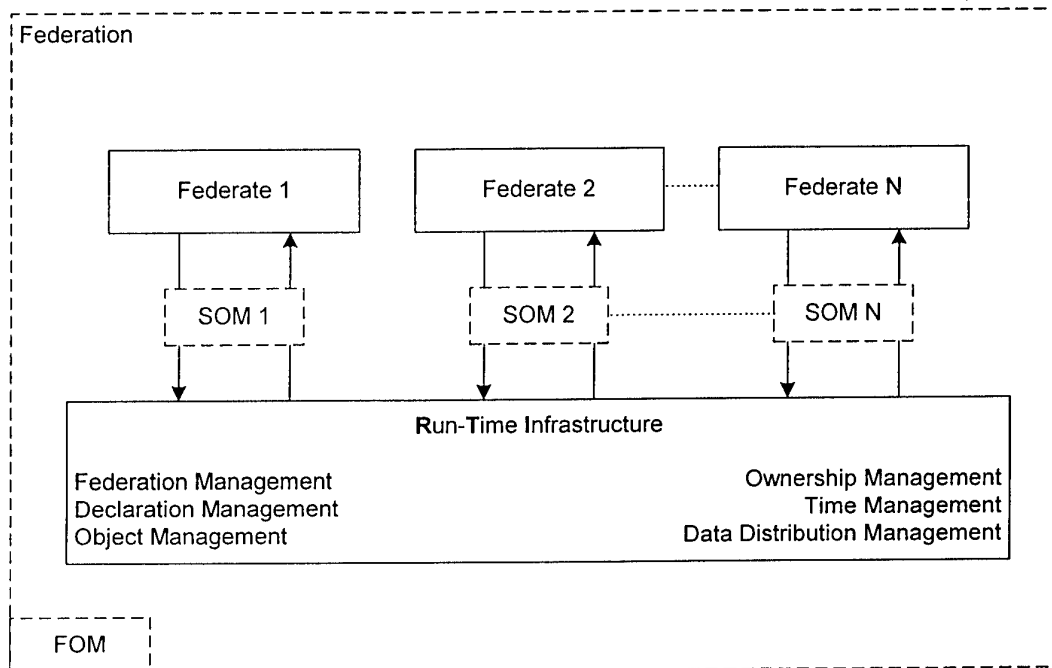 Federation
Federate 1
Federate 2
Federate N
SOM 1
SOM 2
SOM N
Run-Time Infrastructure
Federation Management
Declaration Management
Object Management
Ownership Management
Time Management
Data Distribution Management
FOM